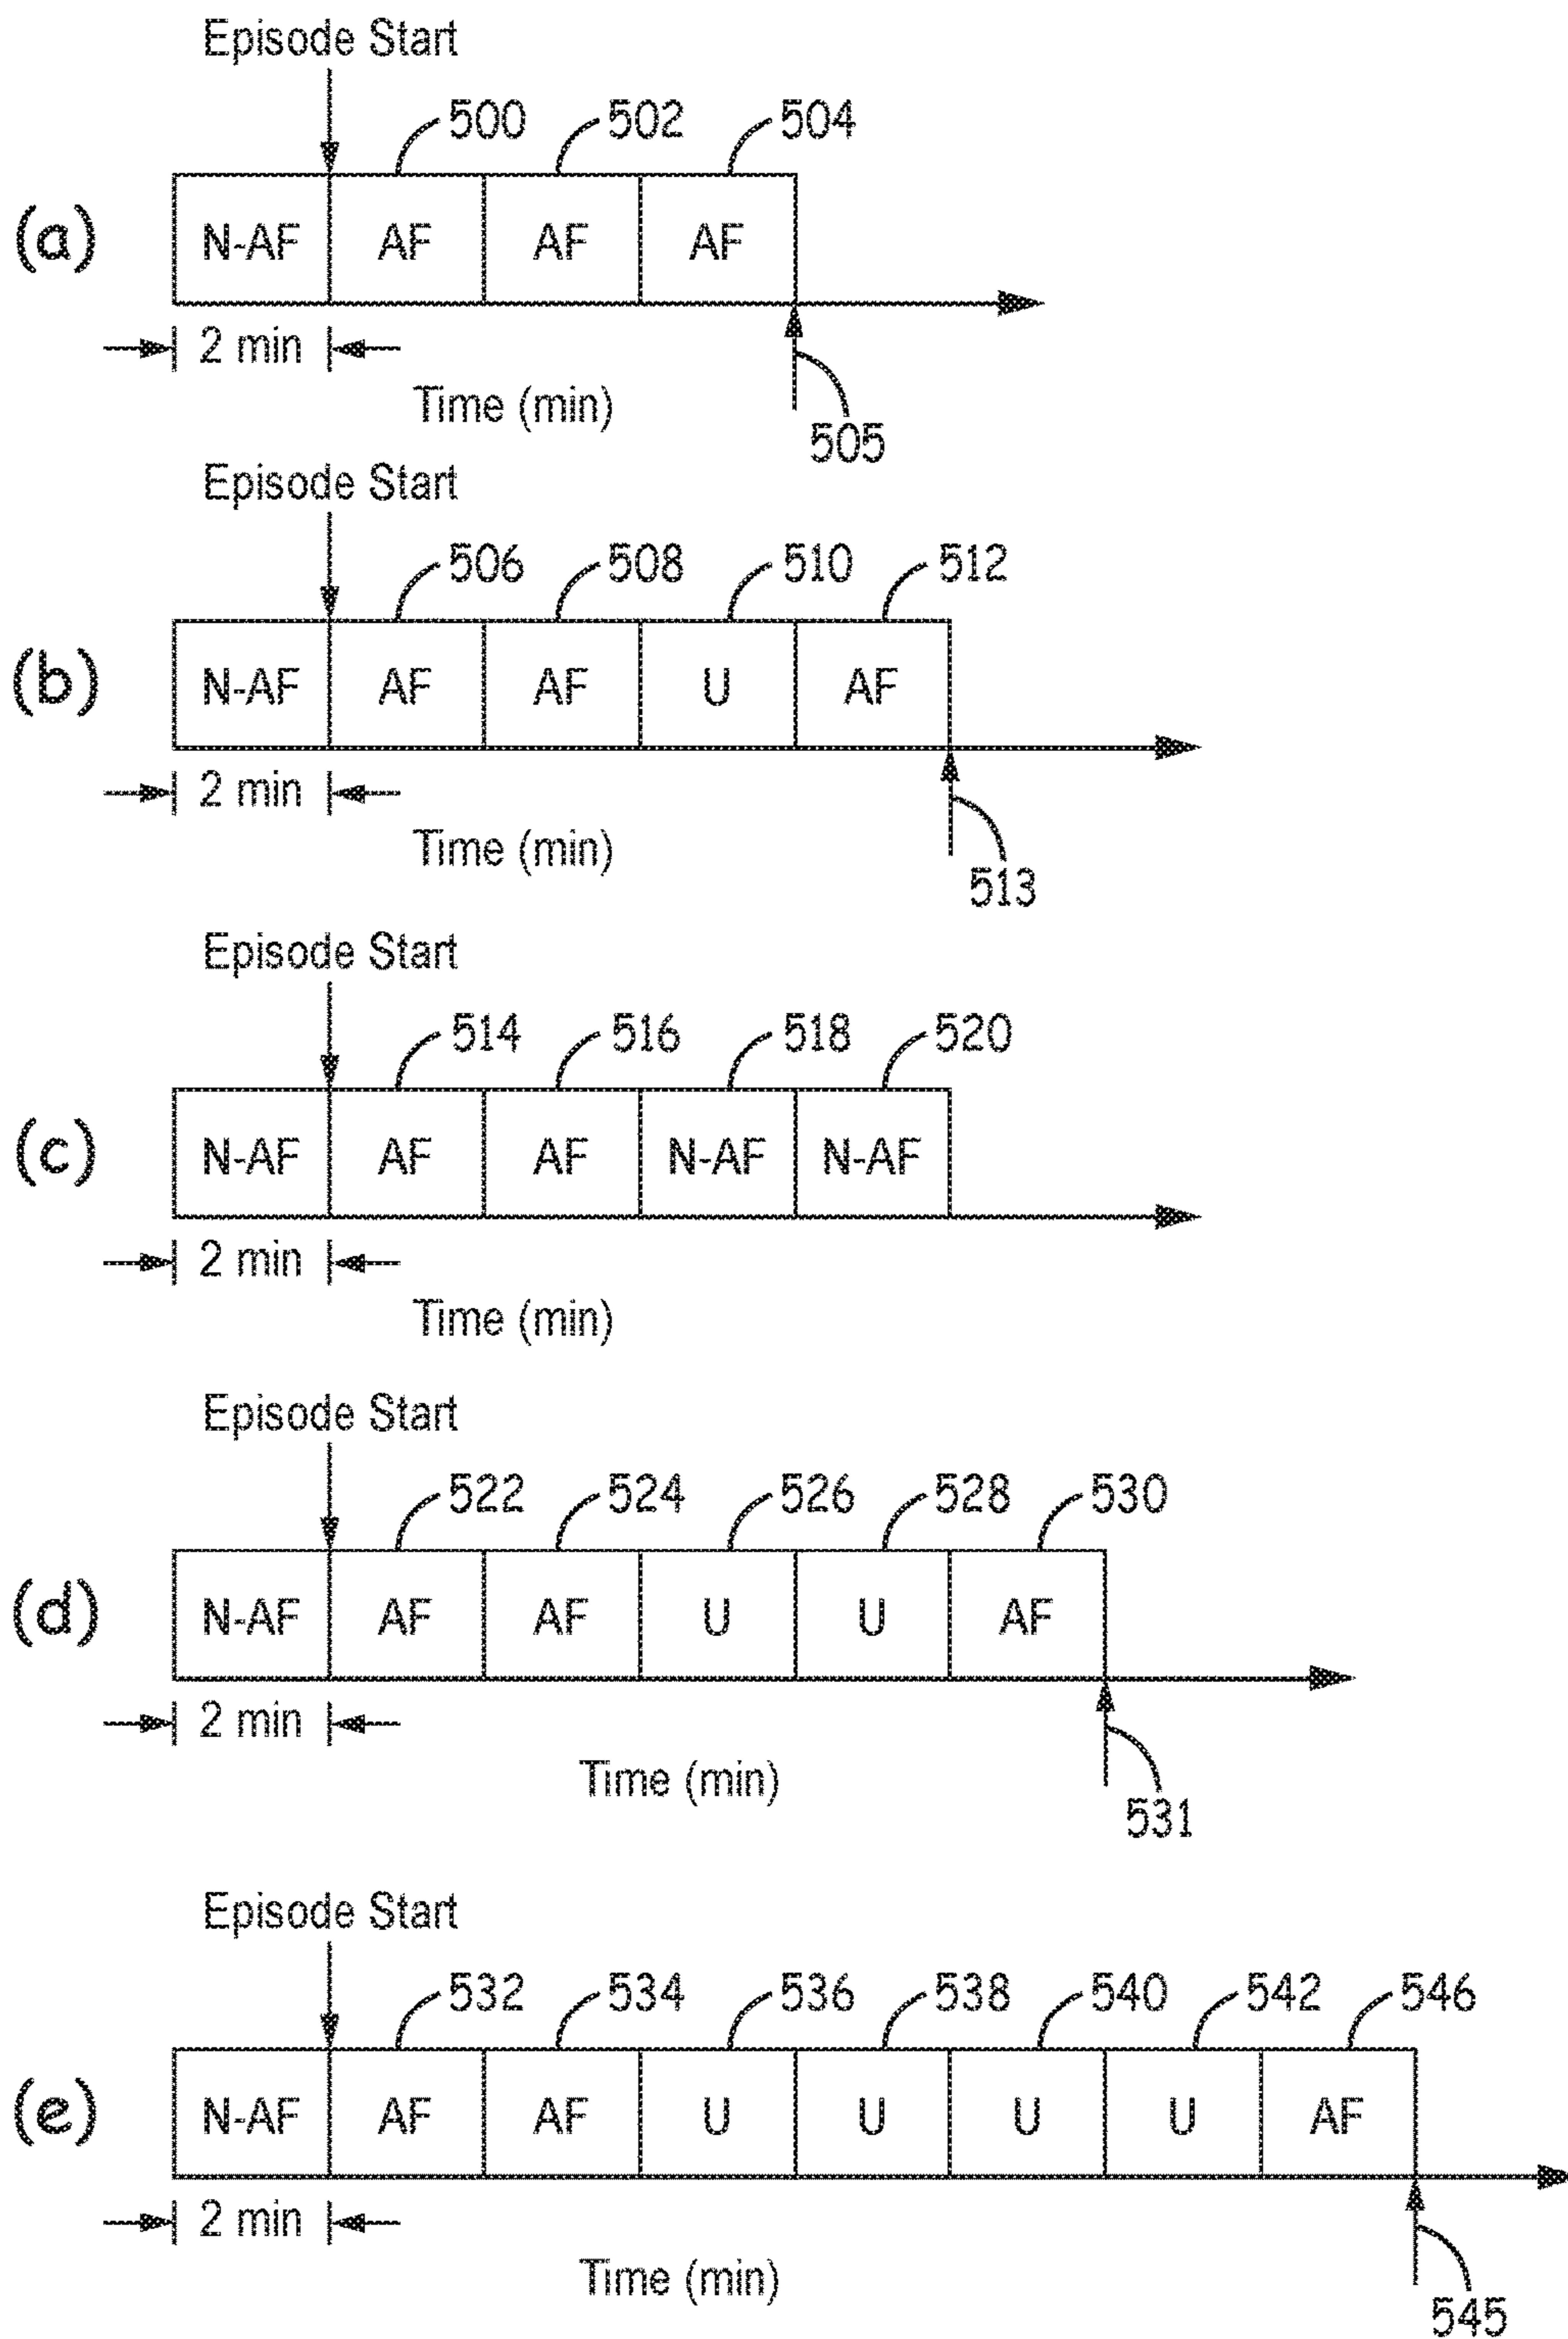 Episode Start
500 502 504
(a) N-AF AF AF AF
2 min
Time (min)
505
Episode Start
506 508 510 512
(b) N-AF AF AF U AF
2 min
Time (min)
513
Episode Start
514 516 518 520
(c) N-AF AF AF N-AF N-AF
2 min
Time (min)
Episode Start
522 524 526 528 530
(d) N-AF AF AF U U AF
2 min
Time (min)
531
Episode Start
532 534 536 538 540 542 546
(e) N-AF AF AF U U U U AF
2 min
Time (min)
545